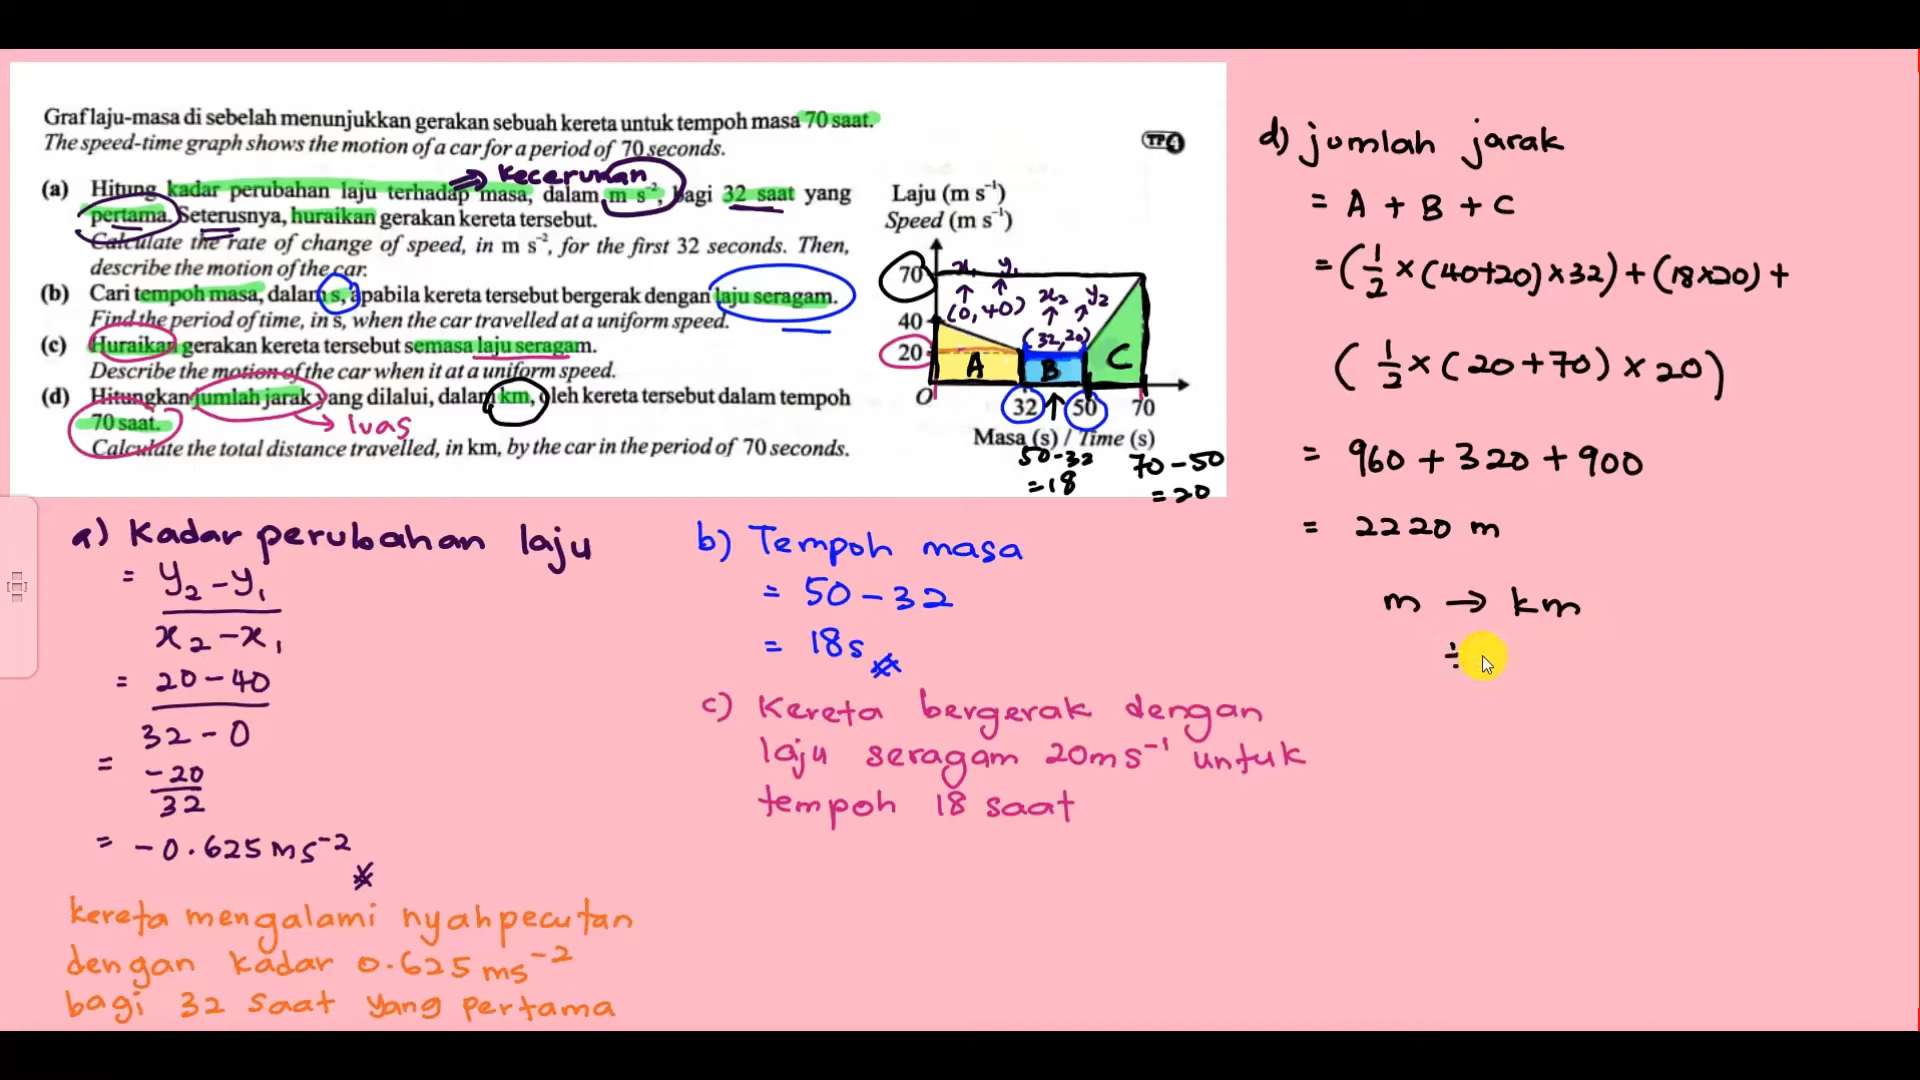 Graf laju-masa di sebelah menunjukkan gerakan sebuah kereta untuk tempoh masa 70 saat.
The speed-time graph shows the motion of a car for a period of 70 seconds.
TP4
⇒ Kecerunan
(a) Hitung kadar perubahan laju terhadap masa, dalam m s⁻², bagi 32 saat yang
pertama. Seterusnya, huraikan gerakan kereta tersebut.
Calculate the rate of change of speed, in m s⁻², for the first 32 seconds. Then,
describe the motion of the car.
(b) Cari tempoh masa, dalam s, apabila kereta tersebut bergerak dengan laju seragam.
Find the period of time, in s, when the car travelled at a uniform speed.
(c) Huraikan gerakan kereta tersebut semasa laju seragam.
Describe the motion of the car when it at a uniform speed.
(d) Hitungkan jumlah jarak yang dilalui, dalam km, oleh kereta tersebut dalam tempoh
70 saat.
→ luas
Calculate the total distance travelled, in km, by the car in the period of 70 seconds.
Laju (m s⁻¹)
Speed (m s⁻¹)
70
x₁ y₁
(0, 40)
x₂ y₂
40
(32, 20)
20
A
B
C
O
32 50 70
Masa (s) / Time (s)
50-32
=18
70-50
=20
a) Kadar perubahan laju
= y₂-y₁
x₂-x₁
= 20-40
32-0
= -20
32
= -0.625 ms⁻²
kereta mengalami nyahpecutan
dengan kadar 0.625 ms⁻²
bagi 32 saat yang pertama
b) Tempoh masa
= 50-32
= 18s
c) Kereta bergerak dengan
laju seragam 20ms⁻¹ untuk
tempoh 18 saat
d) jumlah jarak
= A + B + C
= (1/2 × (40+20) × 32) + (18×20) +
(1/2 × (20+70) × 20)
= 960 + 320 + 900
= 2220 m
m → km
÷